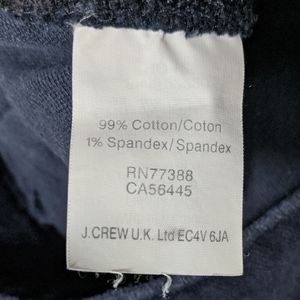 99% Cotton/Coton
1% Spandex/Spandex
RN77388
CA56445
J.CREW U.K. Ltd EC4V 6JA